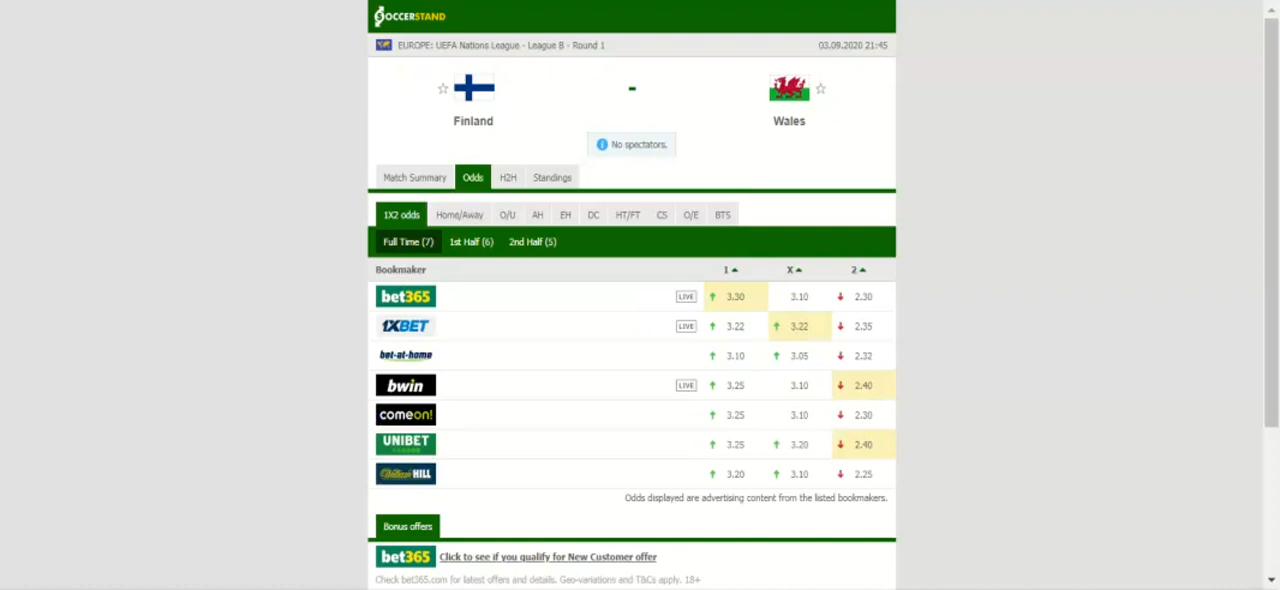 SOCCERSTAND
EUROPE: UEFA Nations League - League B - Round 1 03.09.2020 21:45
-
Finland Wales
No spectators.
Match Summary Odds H2H Standings
1X2 odds Home/Away O/U AH EH DC HT/FT CS O/E BTS
Full Time (7) 1st Half (6) 2nd Half (5)
Bookmaker 1 X 2
bet365 LIVE 3.30 3.10 2.30
1XBET LIVE 3.22 3.22 2.35
bet-at-home 3.10 3.05 2.32
bwin LIVE 3.25 3.10 2.40
comeon! 3.25 3.10 2.30
UNIBET 3.25 3.20 2.40
William HILL 3.20 3.10 2.25
Odds displayed are advertising content from the listed bookmakers.
Bonus offers
bet365 Click to see if you qualify for New Customer offer
Check bet365.com for latest offers and details. Geo-variations and T&Cs apply. 18+